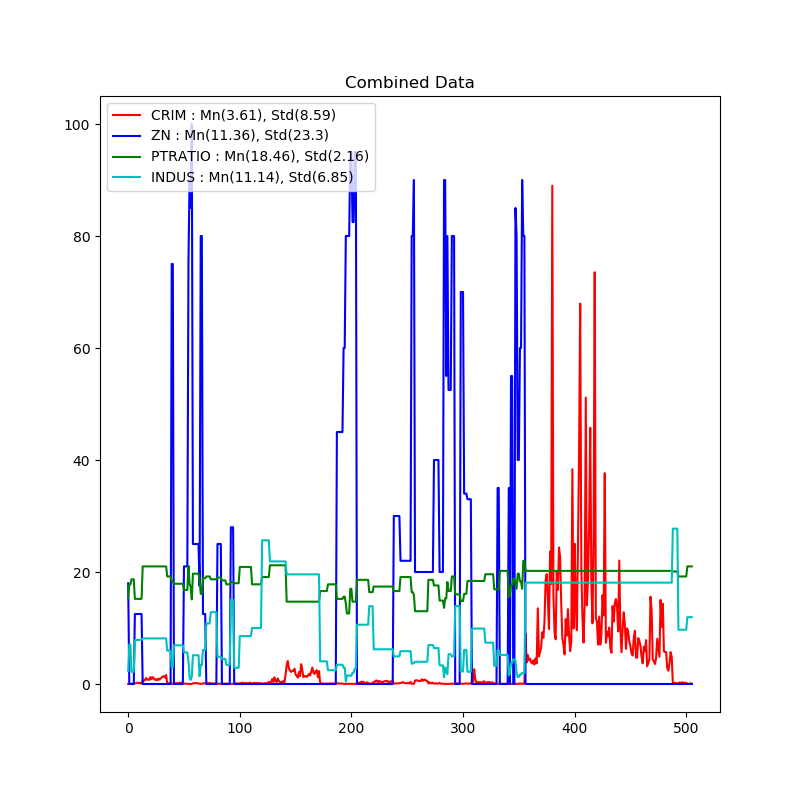 Combined Data
CRIM : Mn(3.61), Std(8.59)
ZN : Mn(11.36), Std(23.3)
PTRATIO : Mn(18.46), Std(2.16)
INDUS : Mn(11.14), Std(6.85)
100
80
60
40
20
0
0 100 200 300 400 500